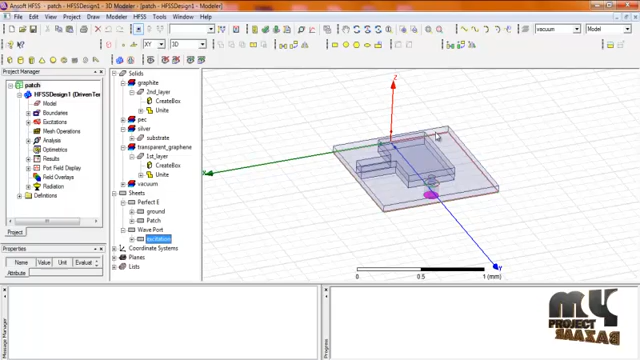 Ansoft HFSS - patch - HFSSDesign1 - 3D Modeler - [patch - HFSSDesign1 - Modeler]
File Edit View Project Draw Modeler HFSS Tools Window Help
vacuum Model
XY 3D
Project Manager
patch
HFSSDesign1 (DrivenTer
Model
Boundaries
Excitations
Mesh Operations
Analysis
Optimetrics
Results
Port Field Display
Field Overlays
Radiation
Definitions
Properties
Name Value Unit Evaluat
Attribute
Solids
graphite
2nd_layer
CreateBox
Unite
pec
silver
substrate
transparent_graphene
1st_layer
CreateBox
Unite
vacuum
Sheets
Perfect E
ground
Patch
Wave Port
excitation
Coordinate Systems
Planes
Lists
Z
X
Y
0 0.5 1 (mm)
Message Manager
Progress
MY
PROJECT
BAZAAR